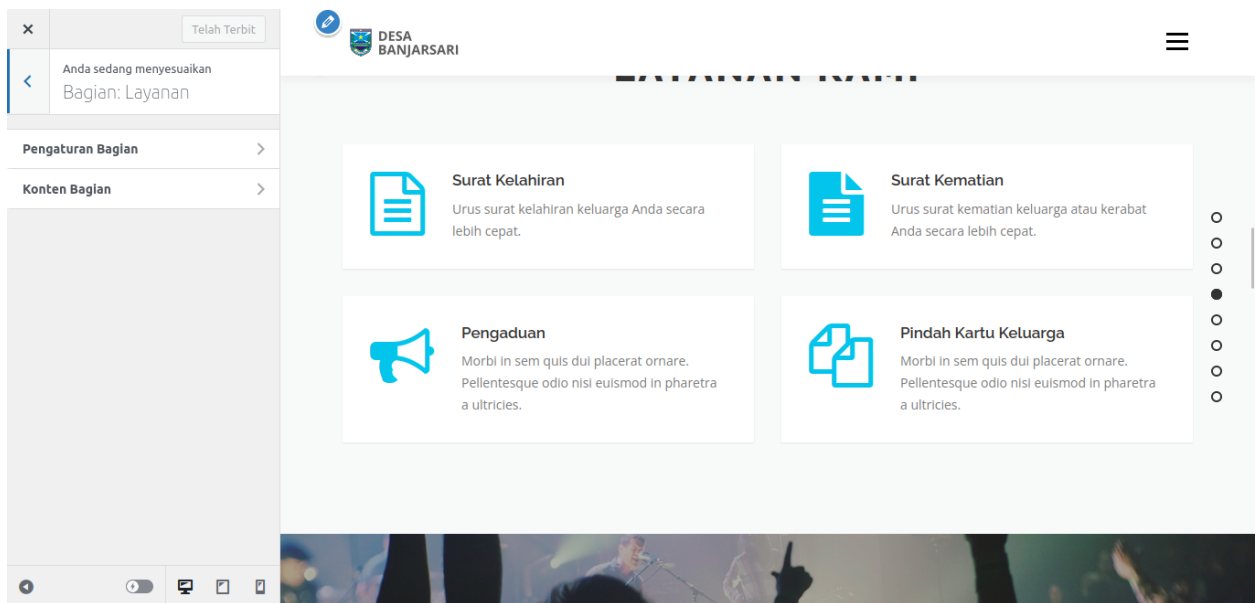 Telah Terbit
Anda sedang menyesuaikan
Bagian: Layanan
Pengaturan Bagian
Konten Bagian
DESA
BANJARSARI
LAYANAN KAMI
Surat Kelahiran
Urus surat kelahiran keluarga Anda secara
lebih cepat.
Surat Kematian
Urus surat kematian keluarga atau kerabat
Anda secara lebih cepat.
Pengaduan
Morbi in sem quis dui placerat ornare.
Pellentesque odio nisi euismod in pharetra
a ultricies.
Pindah Kartu Keluarga
Morbi in sem quis dui placerat ornare.
Pellentesque odio nisi euismod in pharetra
a ultricies.